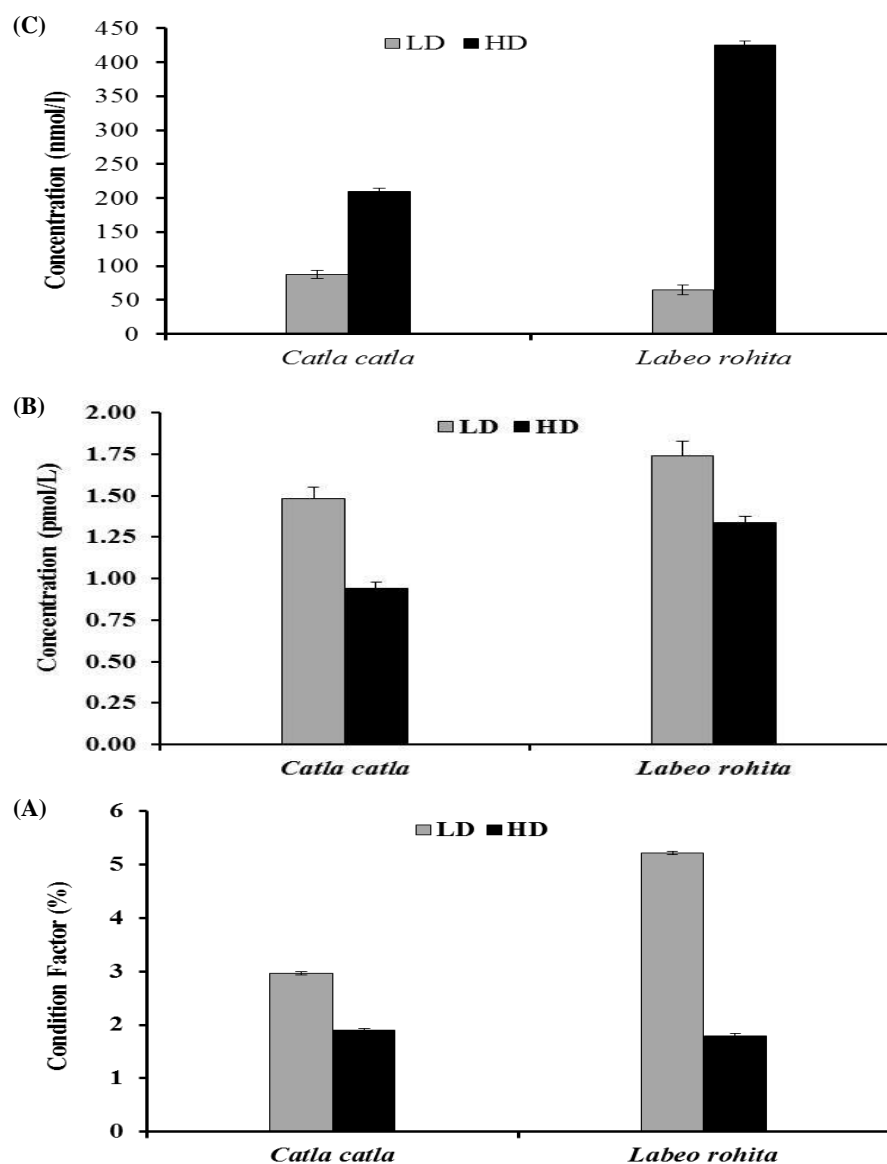 (C)
LD HD
Concentration (nmol/l)
450
400
350
300
250
200
150
100
50
0
Catla catla Labeo rohita
(B)
LD HD
Concentration (pmol/L)
2.00
1.75
1.50
1.25
1.00
0.75
0.50
0.25
0.00
Catla catla Labeo rohita
(A)
LD HD
Condition Factor (%)
6
5
4
3
2
1
0
Catla catla Labeo rohita